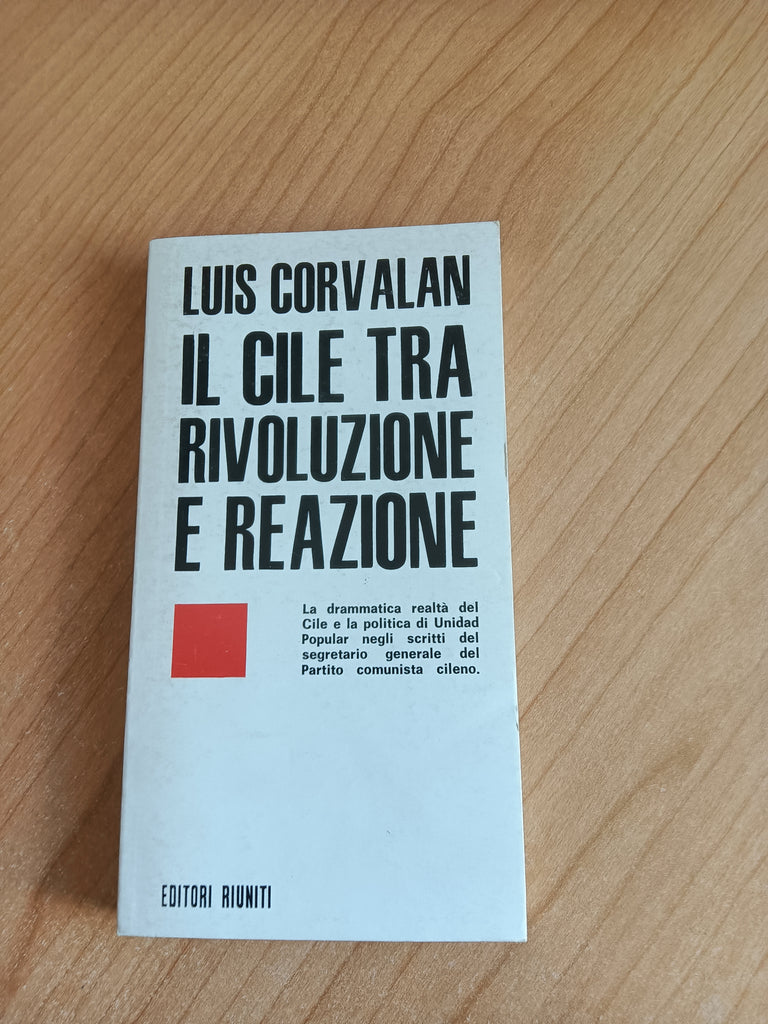 LUIS CORVALAN
IL CILE TRA
RIVOLUZIONE
E REAZIONE
La drammatica realtà del
Cile e la politica di Unidad
Popular negli scritti del
segretario generale del
Partito comunista cileno.
EDITORI RIUNITI